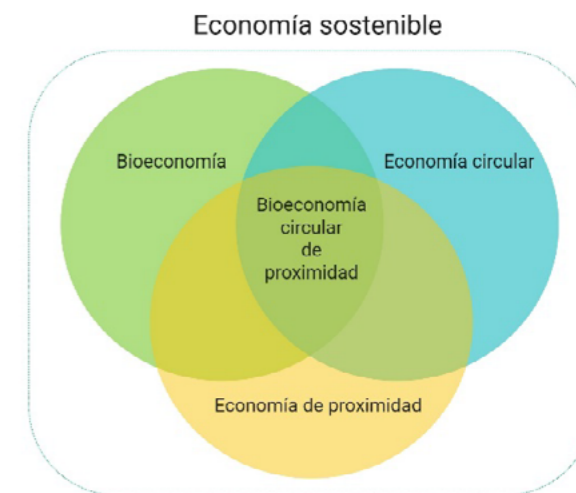 Economía sostenible
Bioeconomía
Economía circular
Bioeconomía
circular
de
proximidad
Economía de proximidad